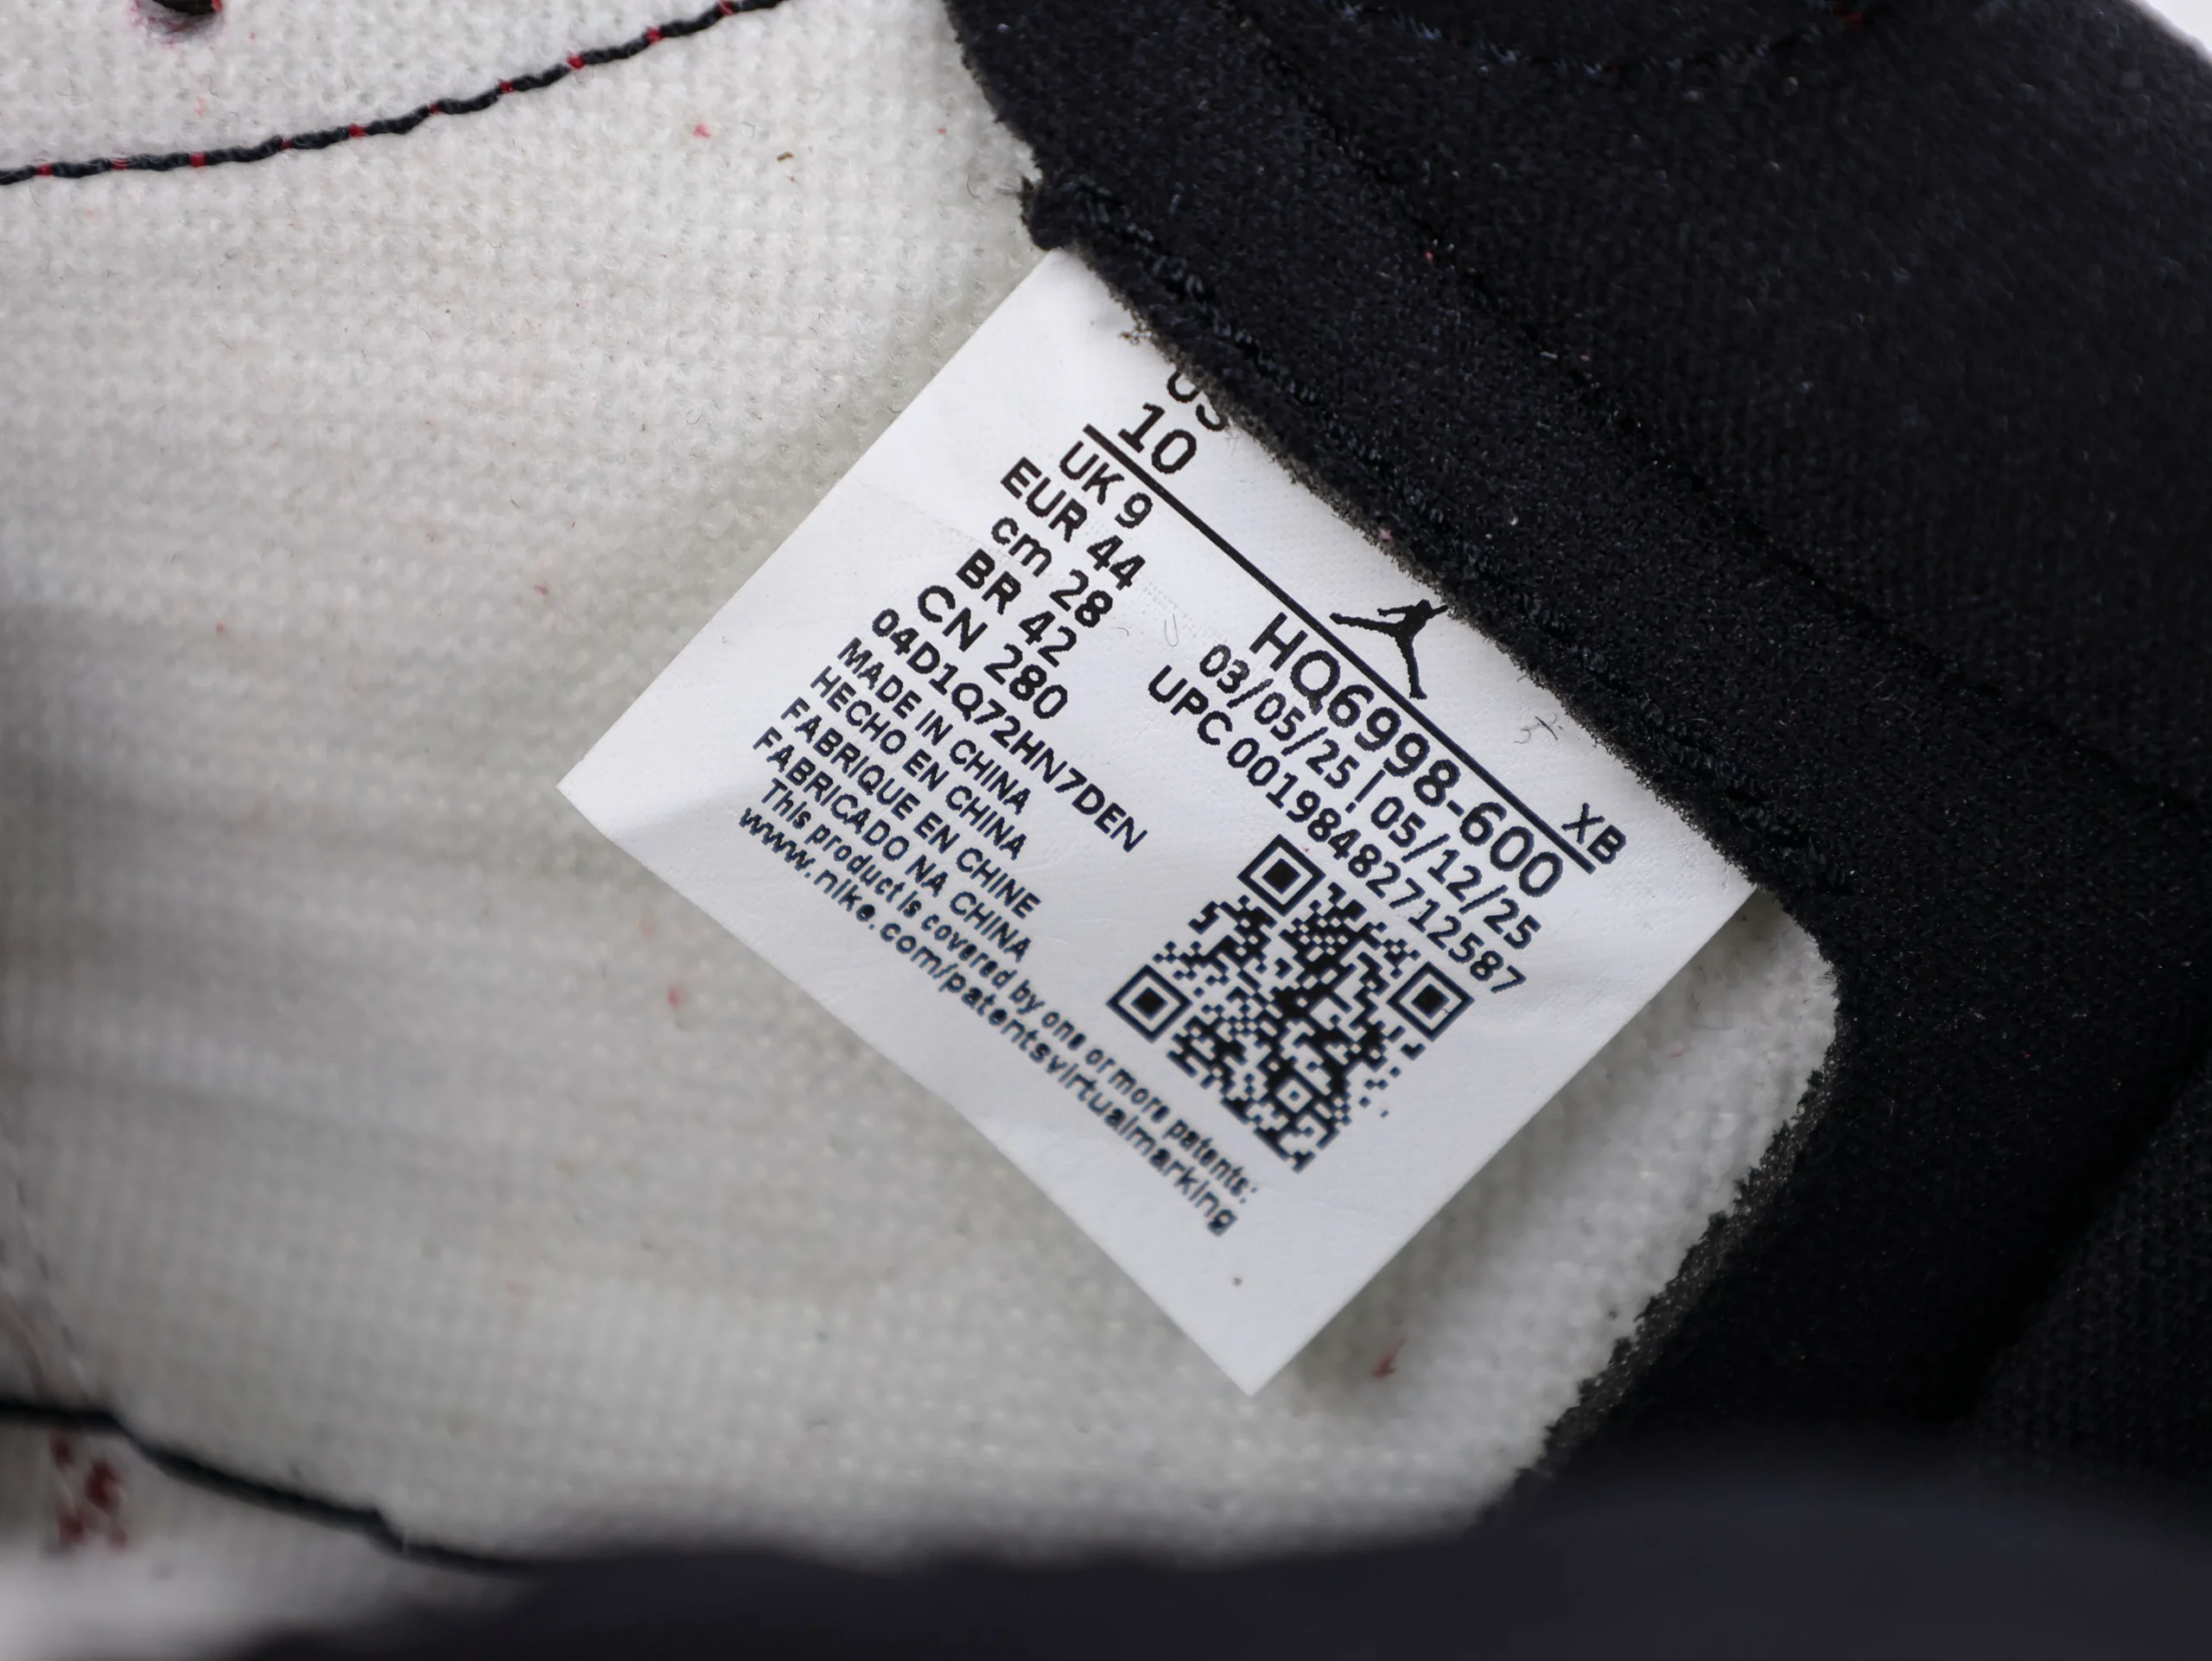 US
10
UK 9
EUR 44
cm 28
BR 42
CN 280
04D1Q72HN7DEN
MADE IN CHINA
HECHO EN CHINA
FABRIQUE EN CHINE
FABRICADO NA CHINA
This product is covered by one or more patents:
www.nike.com/patentsvirtualmarking
XB
HQ6998-600
03/05/25 | 05/12/25
UPC 00198482712587